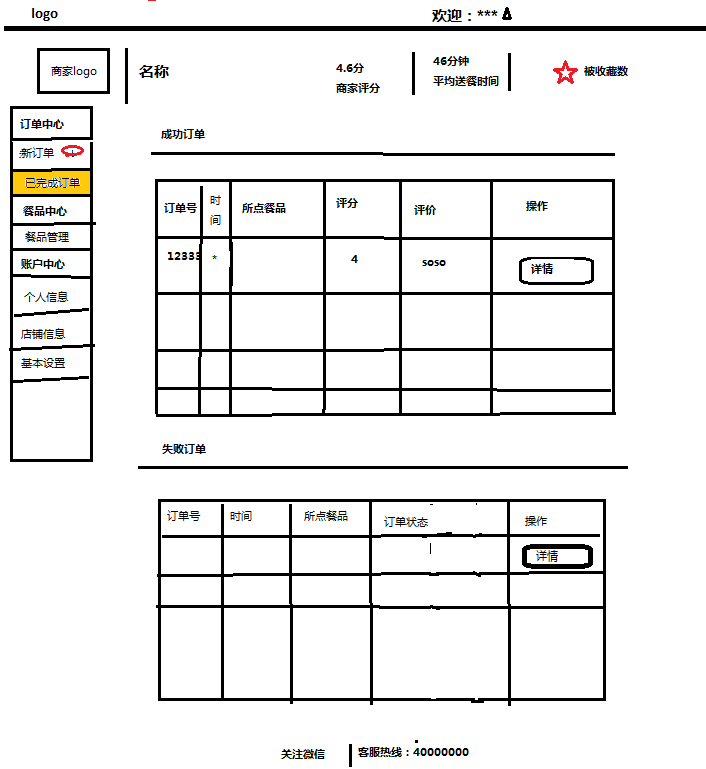 logo
欢迎：***
商家logo
名称
4.6分
商家评分
46分钟
平均送餐时间
被收藏数
订单中心
新订单
已完成订单
餐品中心
餐品管理
账户中心
个人信息
店铺信息
基本设置
成功订单
订单号 时间 所点餐品 评分 评价 操作
12333 * 4 soso 详情
失败订单
订单号 时间 所点餐品 订单状态 操作
详情
关注微信 客服热线：40000000